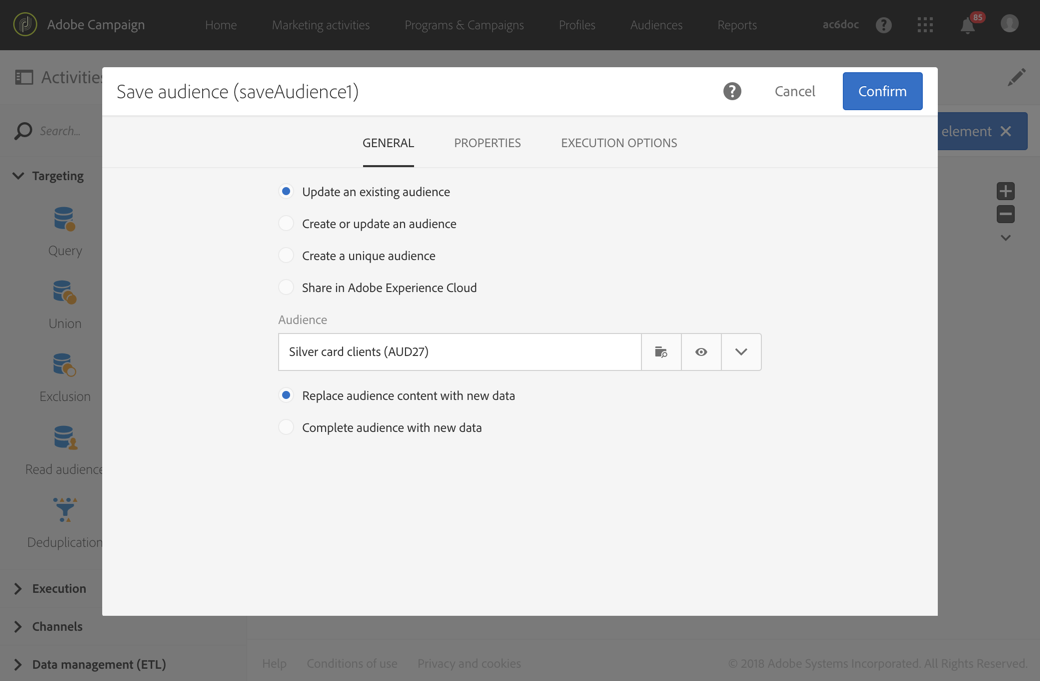 Adobe Campaign
Home
Marketing activities
Programs & Campaigns
Profiles
Audiences
Reports
ac6doc
?
85
Activities
Save audience (saveAudience1)
?
Cancel
Confirm
Search...
element
GENERAL
PROPERTIES
EXECUTION OPTIONS
Targeting
Query
Union
Exclusion
Read audience
Deduplication
Update an existing audience
Create or update an audience
Create a unique audience
Share in Adobe Experience Cloud
Audience
Silver card clients (AUD27)
Replace audience content with new data
Complete audience with new data
Execution
Channels
Data management (ETL)
Help
Conditions of use
Privacy and cookies
© 2018 Adobe Systems Incorporated. All Rights Reserved.